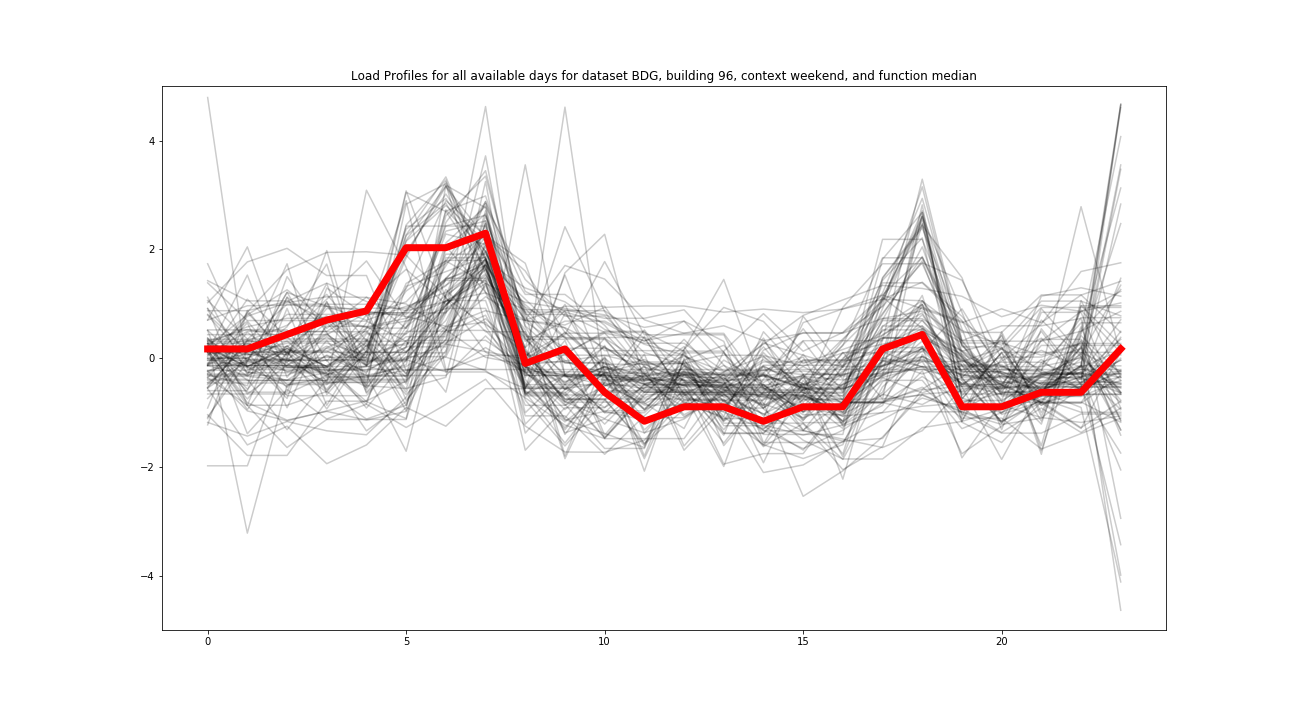 Load Profiles for all available days for dataset BDG, building 96, context weekend, and function median
4
2
0
−2
−4
0 5 10 15 20